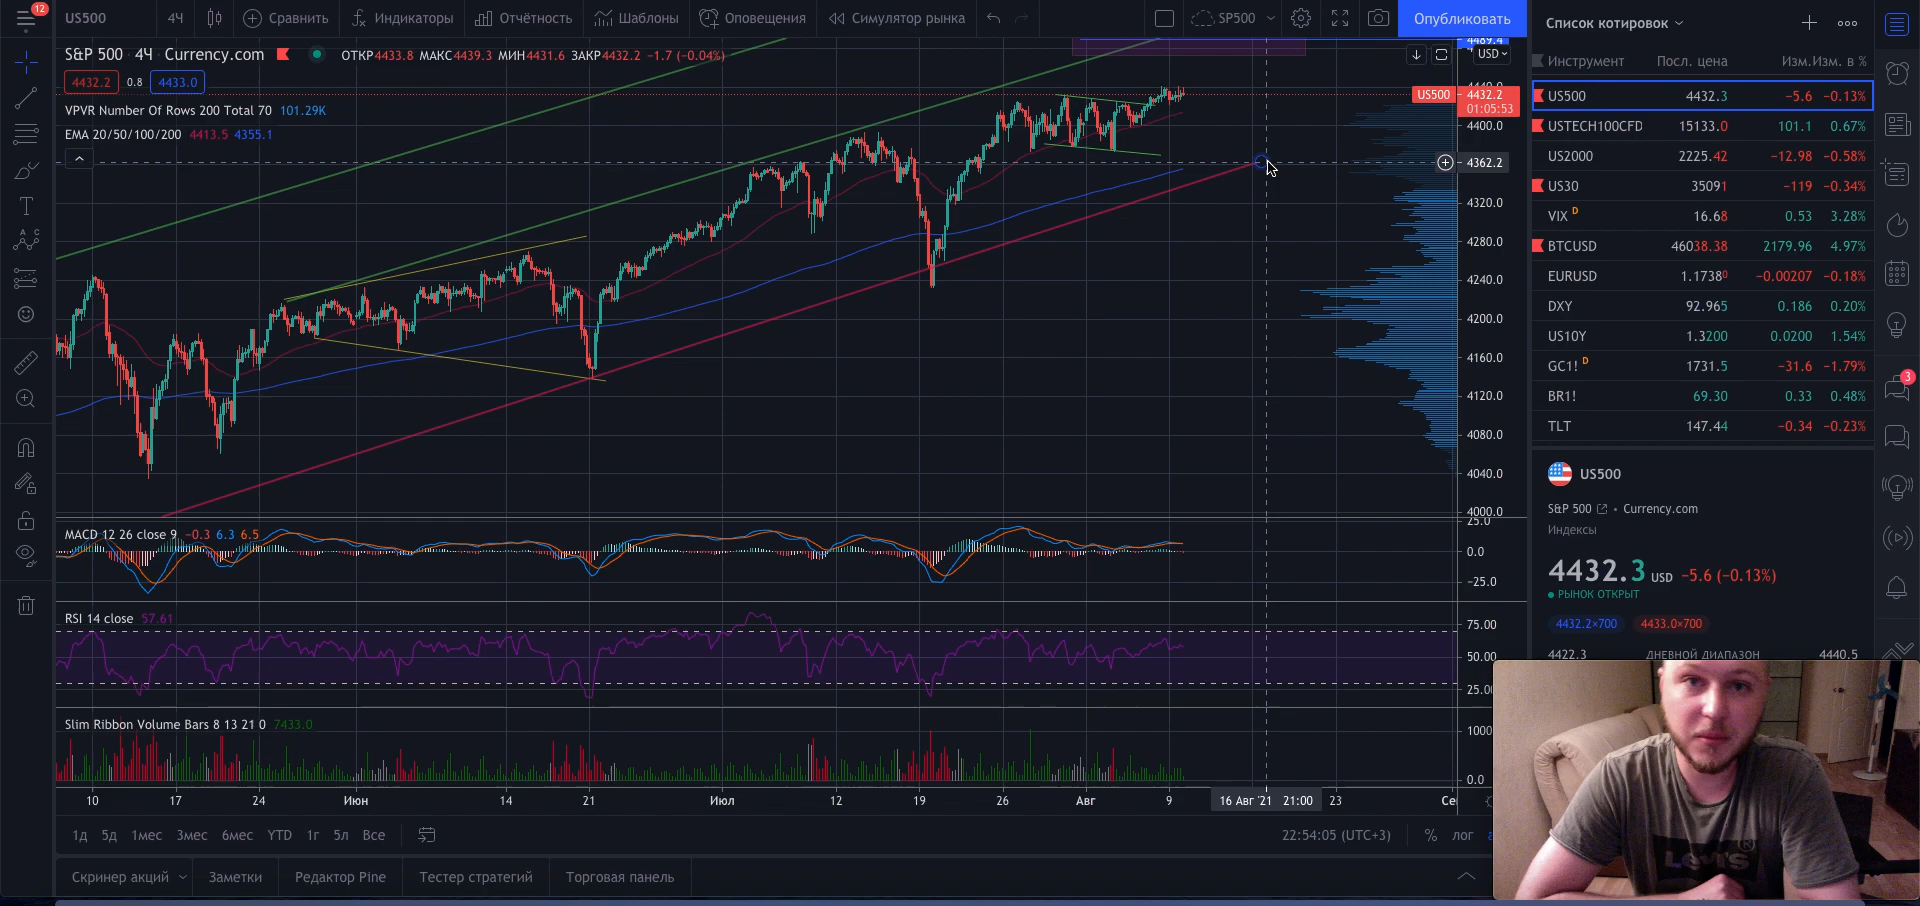 12
US500 4Ч Сравнить Индикаторы Отчётность Шаблоны Оповещения Симулятор рынка SP500 Опубликовать
S&P 500 4Ч Currency.com ОТКР4433.8 МАКС4439.3 МИН4431.6 ЗАКР4432.2 −1.7 (−0.04%)
4432.2 0.8 4433.0
VPVR Number Of Rows 200 Total 70 101.29K
EMA 20/50/100/200 4413.5 4355.1
4489.4
USD
4440.0
US500 4432.2
01:05:53
4400.0
4362.2
4320.0
4280.0
4240.0
4200.0
4160.0
4120.0
4080.0
4040.0
4000.0
MACD 12 26 close 9 −0.3 6.3 6.5
25.0
0.0
−25.0
RSI 14 close 57.61
75.00
50.00
25.00
Slim Ribbon Volume Bars 8 13 21 0 7433.0
1000
0.0
10 17 24 Июн 14 21 Июл 12 19 26 Авг 9 16 Авг '21 21:00 23 Се
1д 5д 1мес 3мес 6мес YTD 1г 5л Все 22:54:05 (UTC+3) % лог
Скринер акций Заметки Редактор Pine Тестер стратегий Торговая панель
Список котировок
Инструмент Посл. цена Изм. Изм. в %
US500 4432.3 −5.6 −0.13%
USTECH100CFD 15133.0 101.1 0.67%
US2000 2225.42 −12.98 −0.58%
US30 35091 −119 −0.34%
VIX D 16.68 0.53 3.28%
BTCUSD 46038.38 2179.96 4.97%
EURUSD 1.17380 −0.00207 −0.18%
DXY 92.965 0.186 0.20%
US10Y 1.3200 0.0200 1.54%
GC1! D 1731.5 −31.6 −1.79%
BR1! 69.30 0.33 0.48%
TLT 147.44 −0.34 −0.23%
US500
S&P 500 • Currency.com
Индексы
4432.3 USD −5.6 (−0.13%)
РЫНОК ОТКРЫТ
4432.2×700 4433.0×700
4422.3 ДНЕВНОЙ ДИАПАЗОН 4440.5
3
Levi's